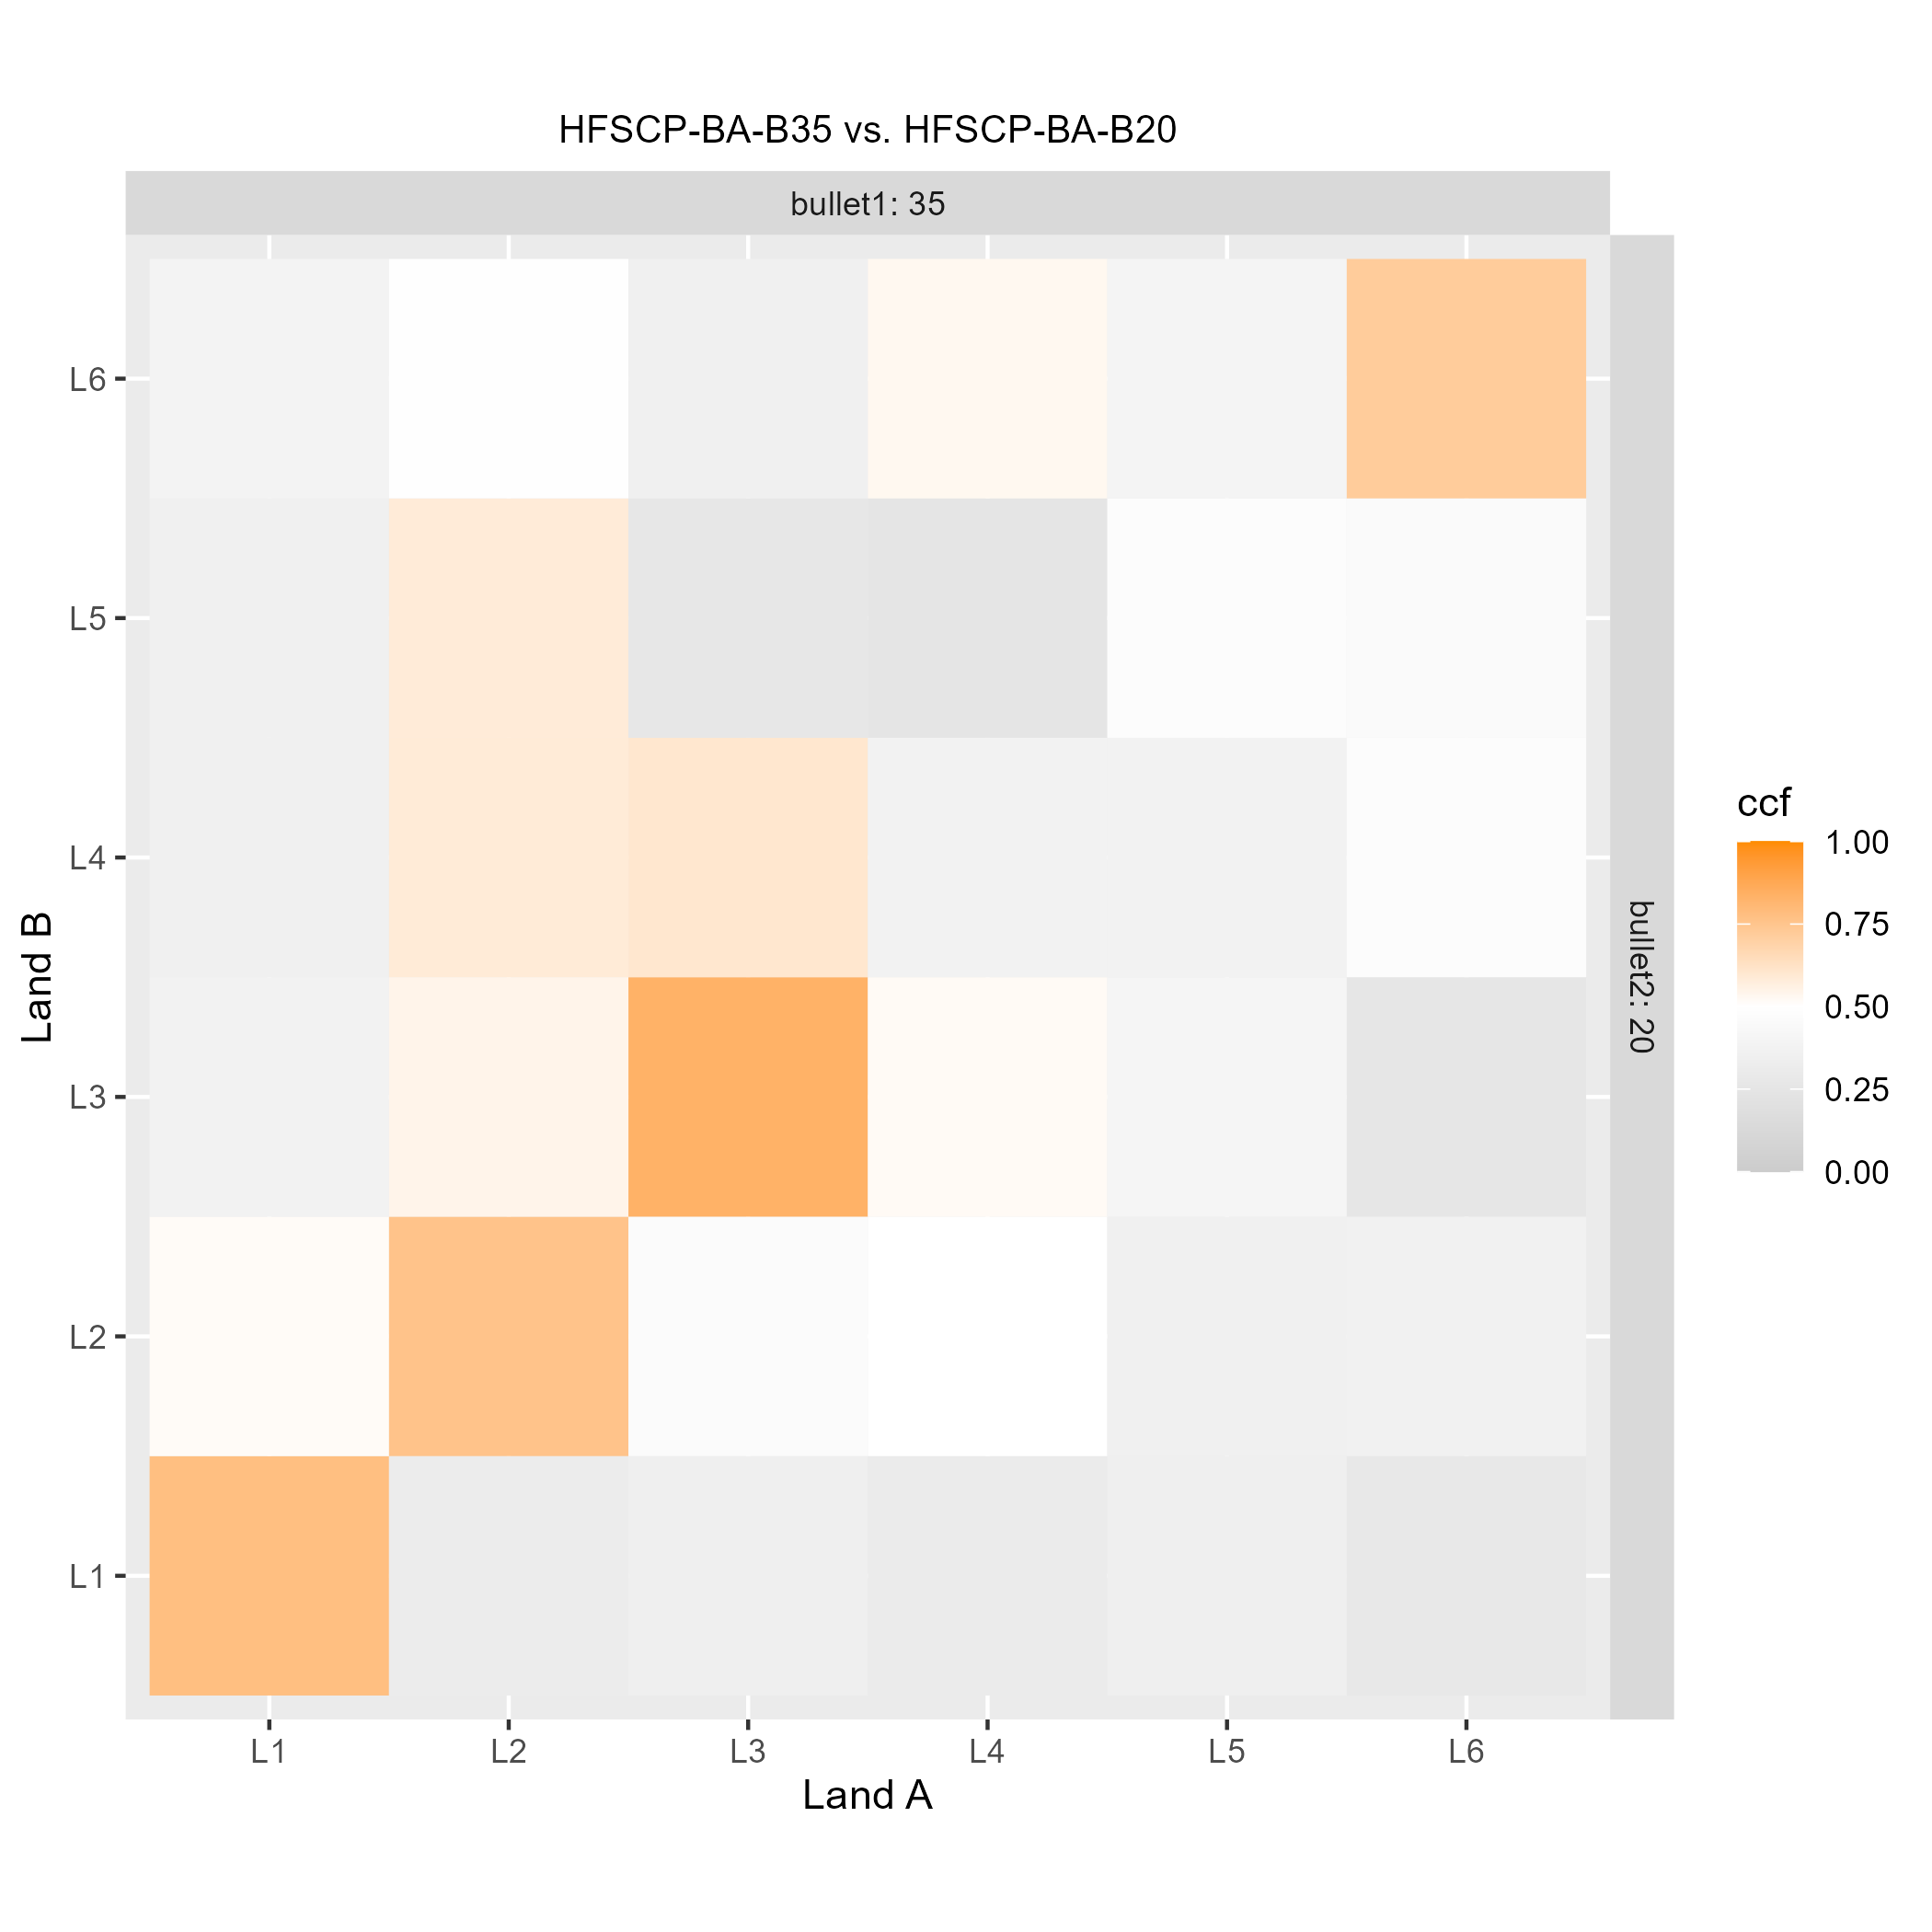 HFSCP-BA-B35 vs. HFSCP-BA-B20
bullet1: 35
L6
L5
L4
L3
L2
L1
Land B
bullet2: 20
L1 L2 L3 L4 L5 L6
Land A
ccf
1.00
0.75
0.50
0.25
0.00